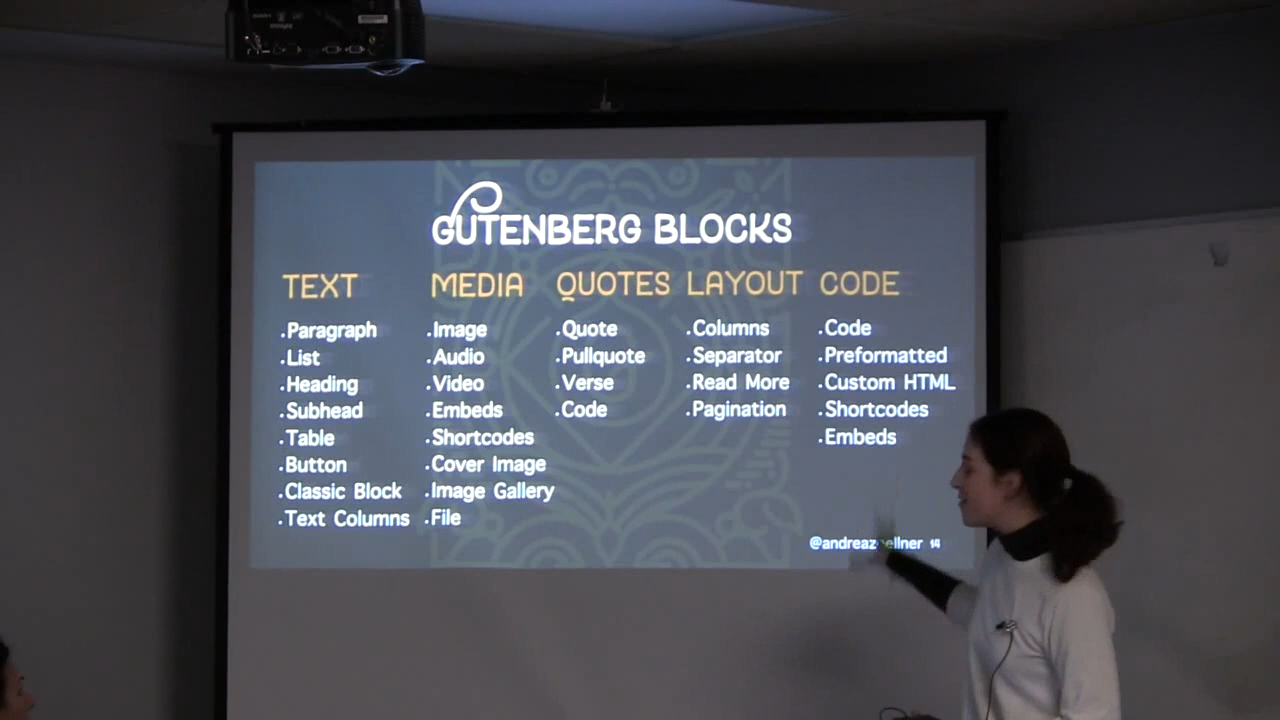 GUTENBERG BLOCKS
TEXT
.Paragraph
.List
.Heading
.Subhead
.Table
.Button
.Classic Block
.Text Columns
MEDIA
.Image
.Audio
.Video
.Embeds
.Shortcodes
.Cover Image
.Image Gallery
.File
QUOTES
.Quote
.Pullquote
.Verse
.Code
LAYOUT
.Columns
.Separator
.Read More
.Pagination
CODE
.Code
.Preformatted
.Custom HTML
.Shortcodes
.Embeds
14